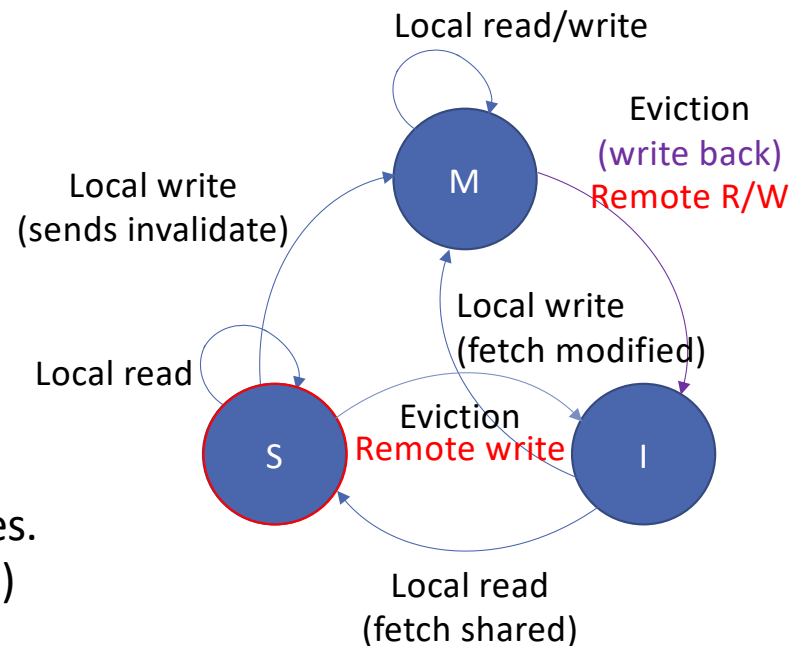 Local read/write
Eviction
(write back)
Remote R/W
M
Local write
(sends invalidate)
Local write
(fetch modified)
Local read
Eviction
Remote write
S
I
es.
)
Local read
(fetch shared)